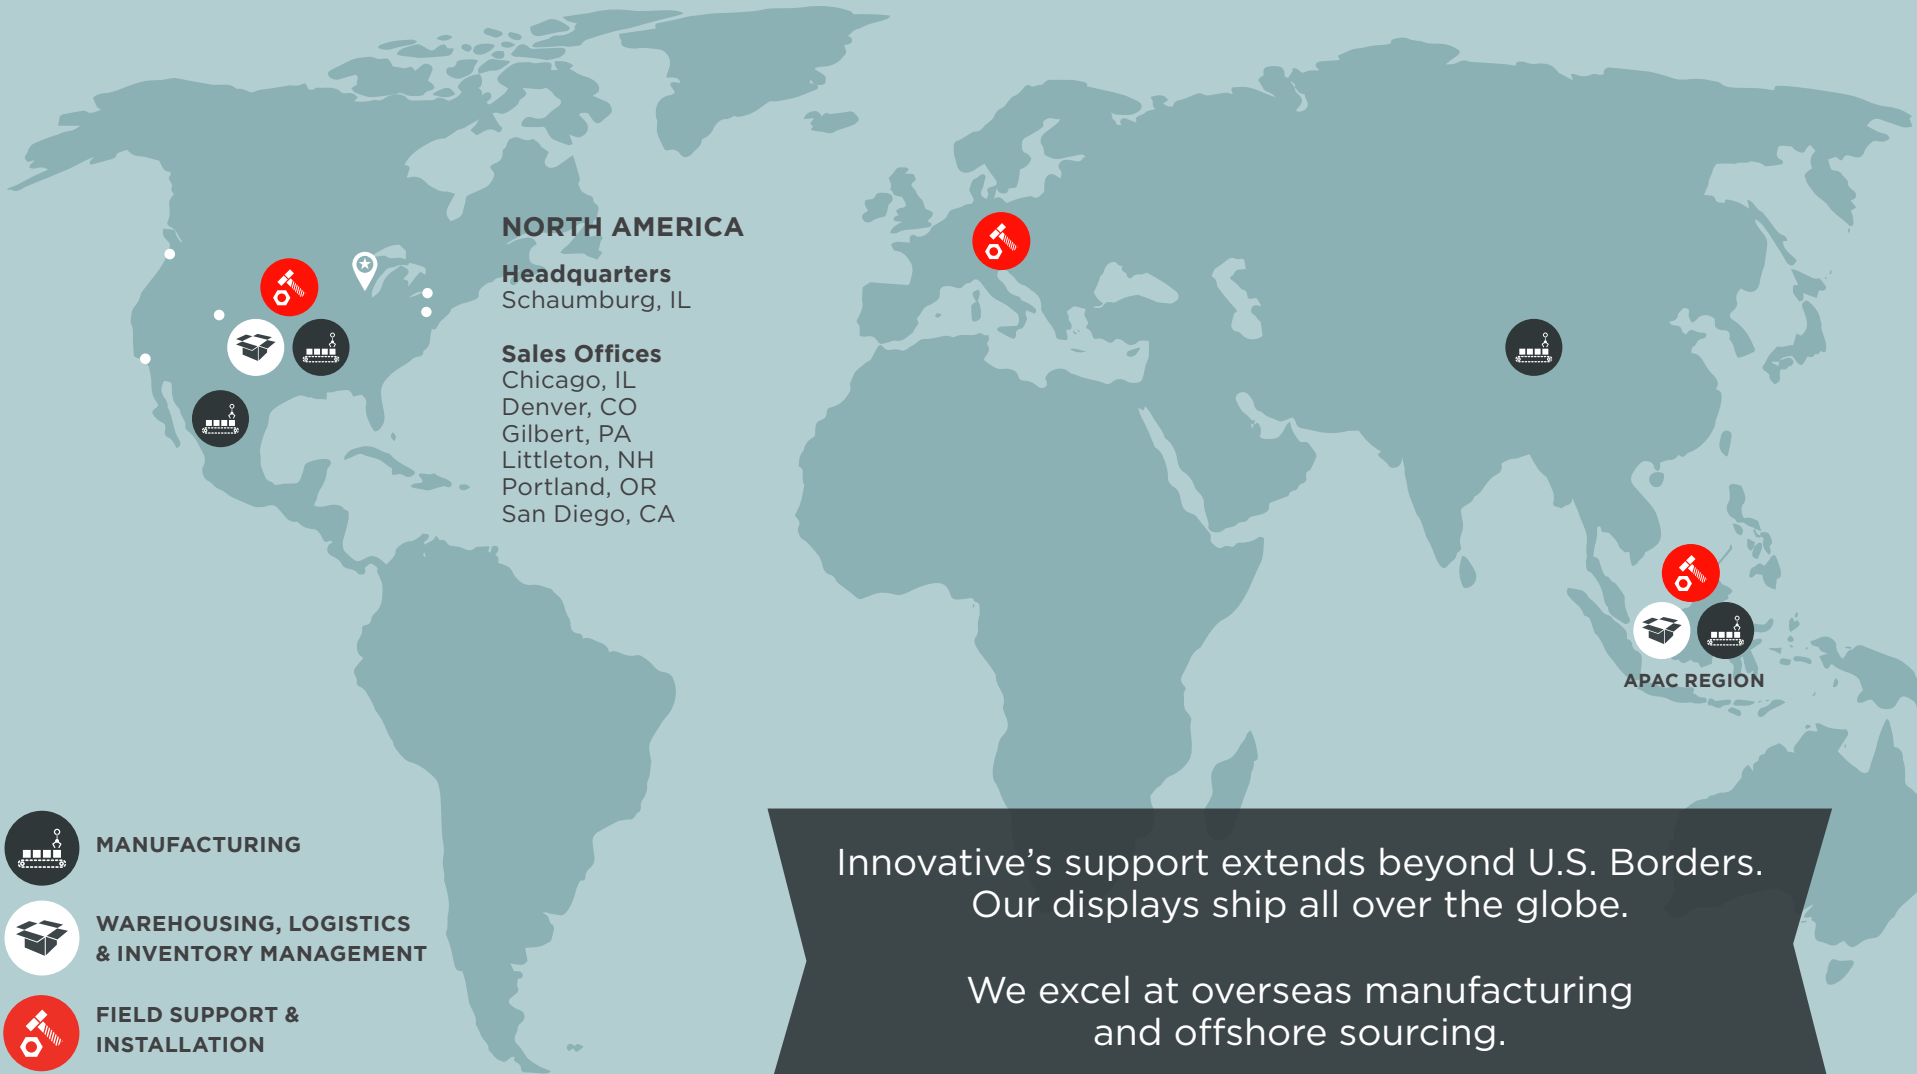 NORTH AMERICA
Headquarters
Schaumburg, IL
Sales Offices
Chicago, IL
Denver, CO
Gilbert, PA
Littleton, NH
Portland, OR
San Diego, CA
APAC REGION
MANUFACTURING
WAREHOUSING, LOGISTICS
& INVENTORY MANAGEMENT
FIELD SUPPORT &
INSTALLATION
Innovative’s support extends beyond U.S. Borders.
Our displays ship all over the globe.
We excel at overseas manufacturing
and offshore sourcing.